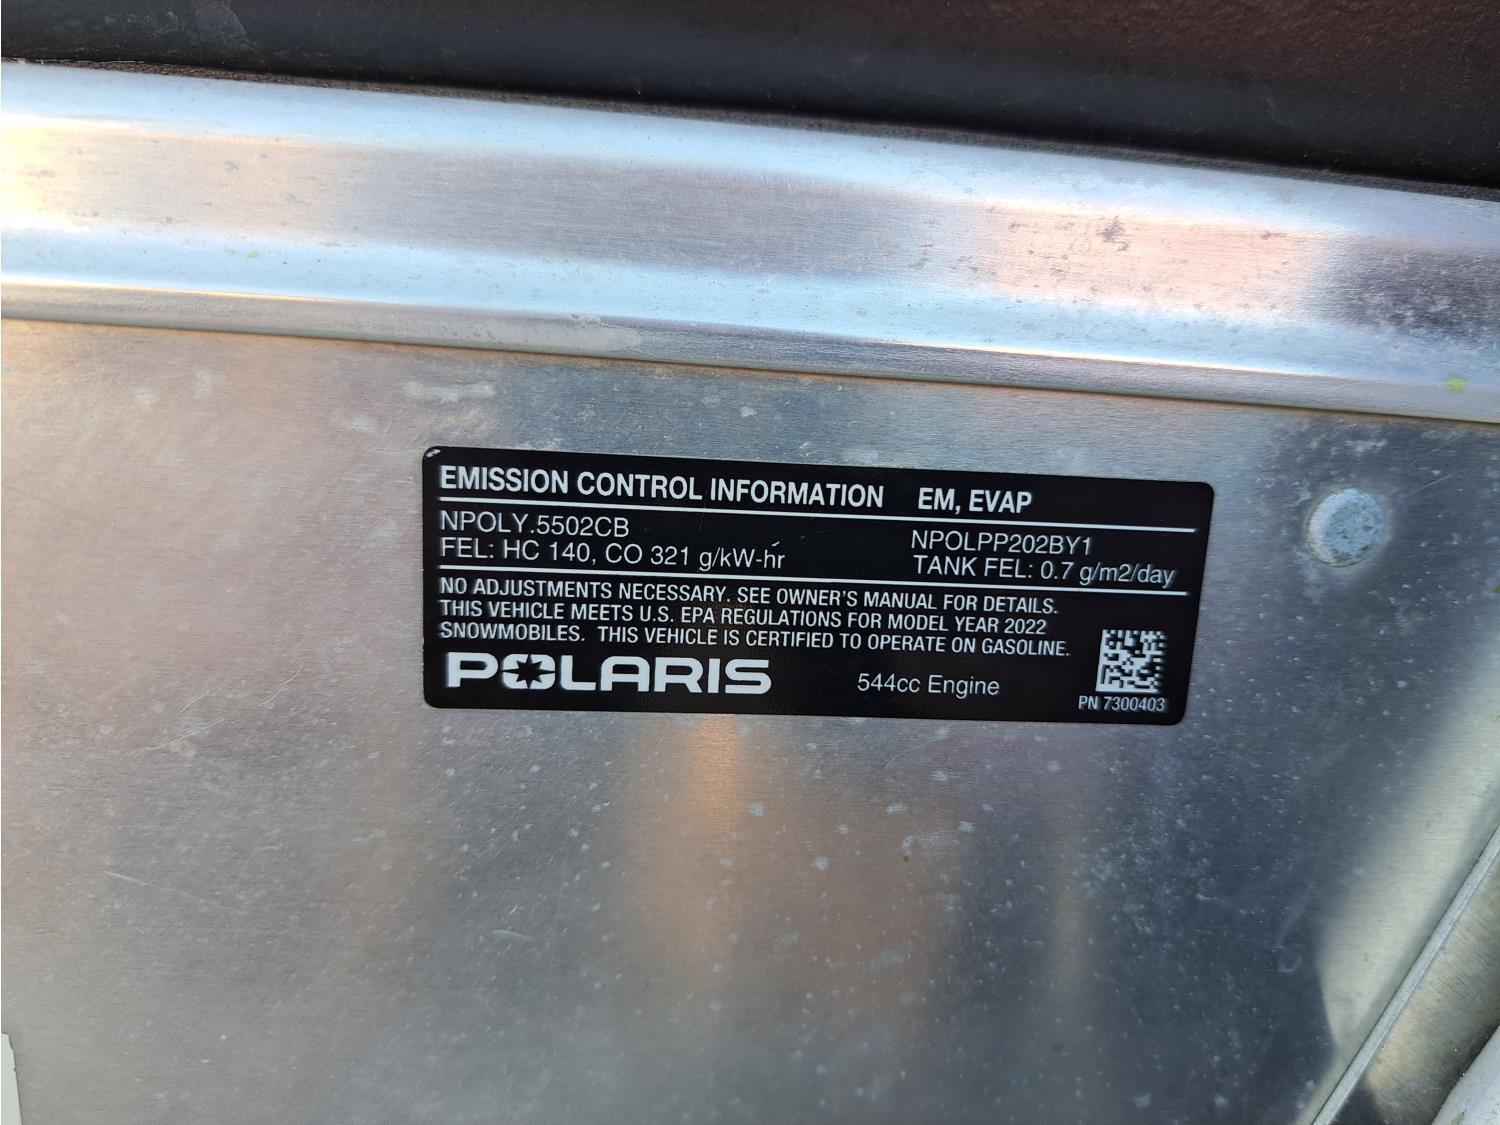 EMISSION CONTROL INFORMATION EM, EVAP
NPOLY.5502CB NPOLPP202BY1
FEL: HC 140, CO 321 g/kW-hr TANK FEL: 0.7 g/m2/day
NO ADJUSTMENTS NECESSARY. SEE OWNER'S MANUAL FOR DETAILS.
THIS VEHICLE MEETS U.S. EPA REGULATIONS FOR MODEL YEAR 2022
SNOWMOBILES. THIS VEHICLE IS CERTIFIED TO OPERATE ON GASOLINE.
POLARIS 544cc Engine
PN 7300403